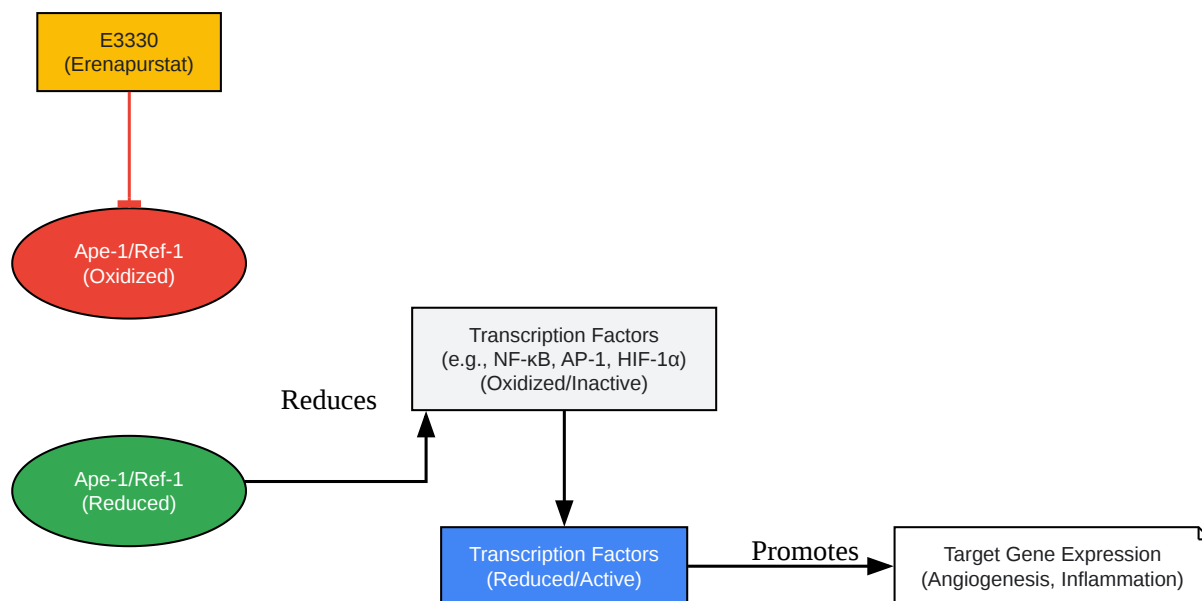 E3330
(Erenapurstat)
Ape-1/Ref-1
(Oxidized)
Transcription Factors
(e.g., NF-κB, AP-1, HIF-1α)
(Oxidized/Inactive)
Reduces
Ape-1/Ref-1
(Reduced)
Transcription Factors
(Reduced/Active)
Promotes
Target Gene Expression
(Angiogenesis, Inflammation)